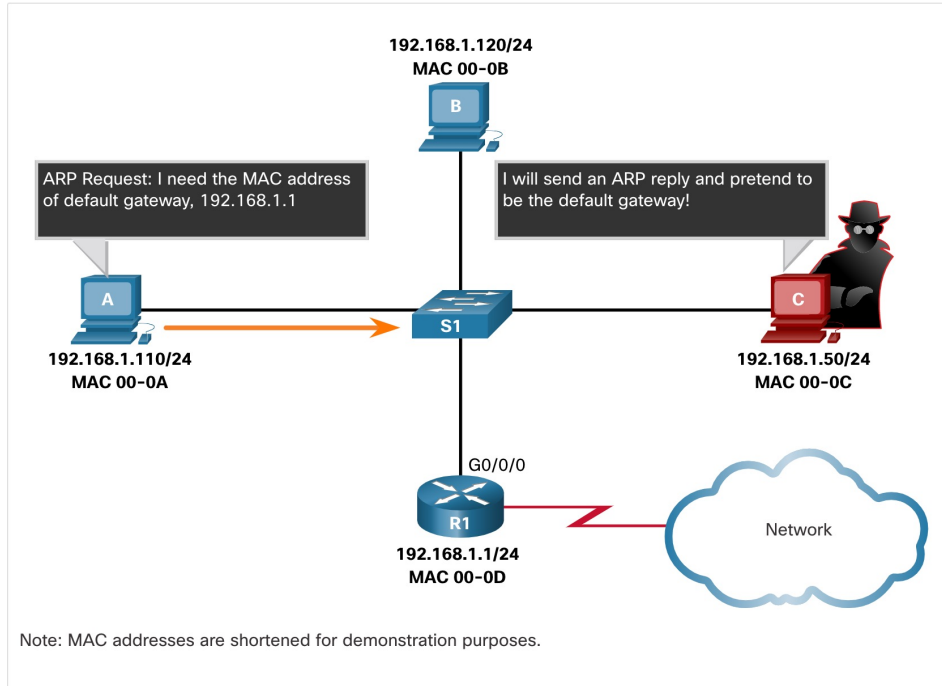 192.168.1.120/24
MAC 00-0B
B
ARP Request: I need the MAC address
of default gateway, 192.168.1.1
I will send an ARP reply and pretend to
be the default gateway!
A
S1
C
192.168.1.110/24
MAC 00-0A
192.168.1.50/24
MAC 00-0C
G0/0/0
R1
Network
192.168.1.1/24
MAC 00-0D
Note: MAC addresses are shortened for demonstration purposes.